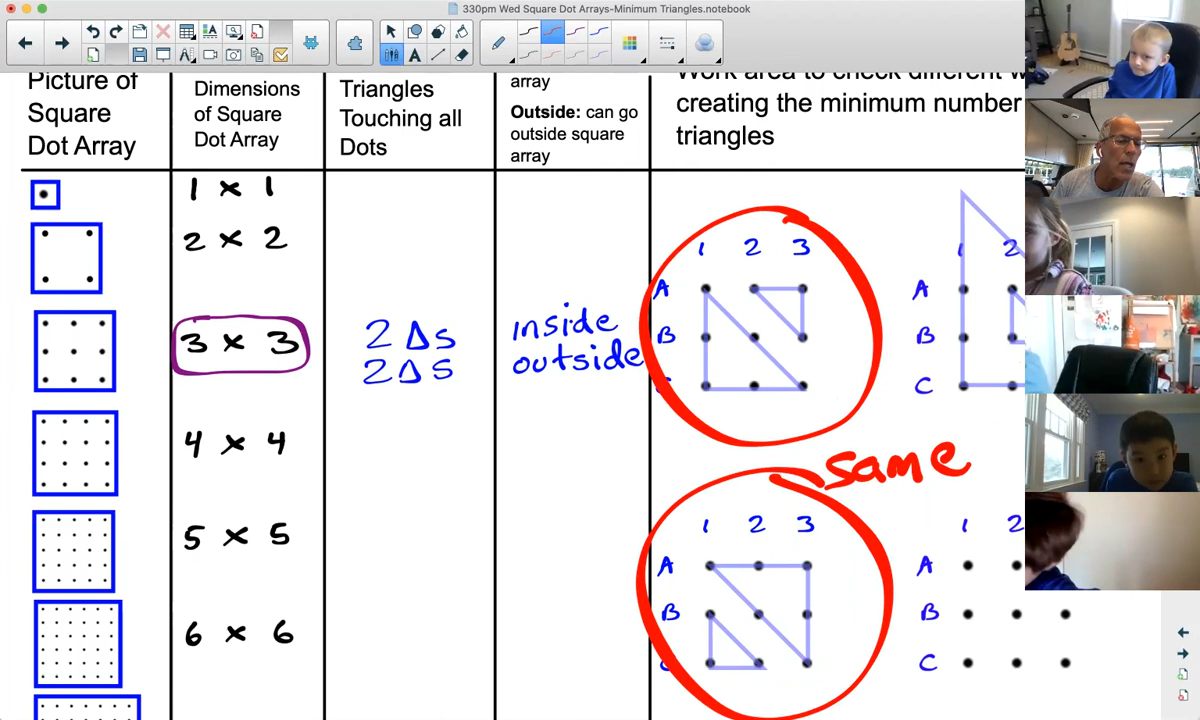 330pm Wed Square Dot Arrays-Minimum Triangles.notebook
Picture of
Square
Dot Array
Dimensions
of Square
Dot Array
Triangles
Touching all
Dots
array
Outside: can go
outside square
array
Work area to check different w
creating the minimum number
triangles
1 x 1
2 x 2
3 x 3
4 x 4
5 x 5
6 x 6
2 Δs
2 Δs
inside
outside
1 2 3
A
B
1 2
A
B
C
same
1 2 3
A
B
C
1 2
A
B
C